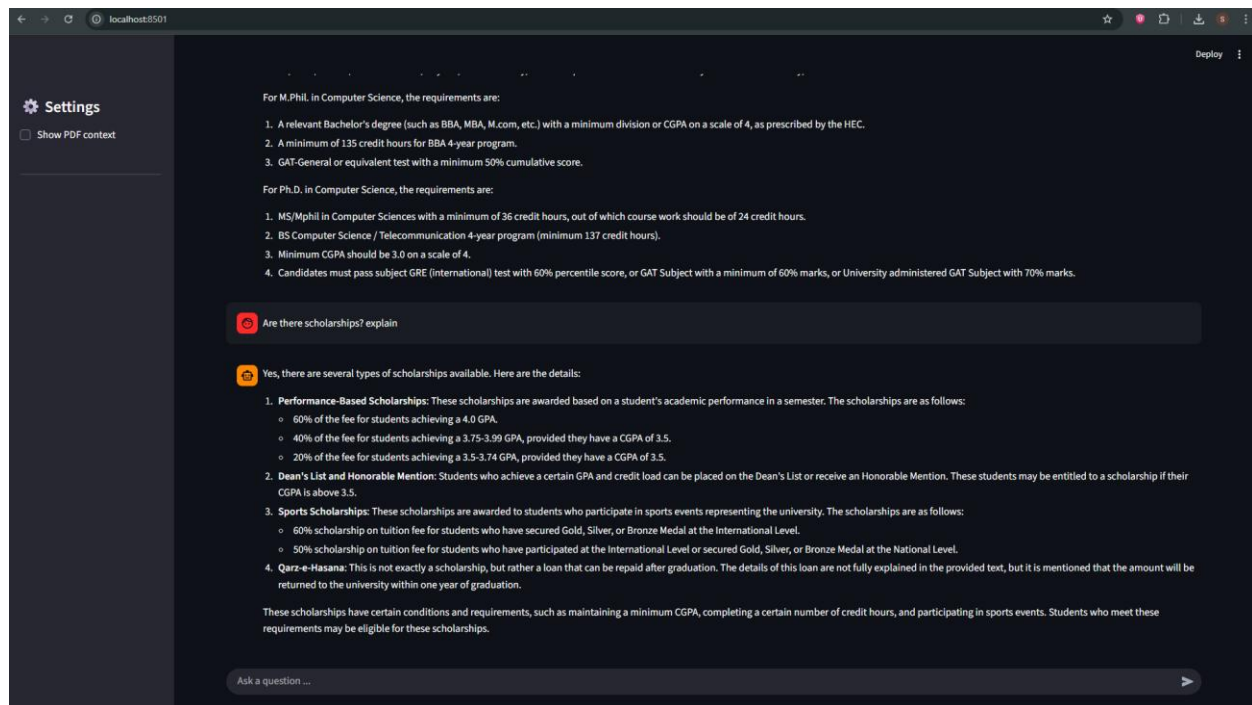 localhost:8501
S
Deploy
Settings
Show PDF context
For M.Phil. in Computer Science, the requirements are:
1. A relevant Bachelor's degree (such as BBA, MBA, M.com, etc.) with a minimum division or CGPA on a scale of 4, as prescribed by the HEC.
2. A minimum of 135 credit hours for BBA 4-year program.
3. GAT-General or equivalent test with a minimum 50% cumulative score.
For Ph.D. in Computer Science, the requirements are:
1. MS/Mphil in Computer Sciences with a minimum of 36 credit hours, out of which course work should be of 24 credit hours.
2. BS Computer Science / Telecommunication 4-year program (minimum 137 credit hours).
3. Minimum CGPA should be 3.0 on a scale of 4.
4. Candidates must pass subject GRE (international) test with 60% percentile score, or GAT Subject with a minimum of 60% marks, or University administered GAT Subject with 70% marks.
Are there scholarships? explain
Yes, there are several types of scholarships available. Here are the details:
1. Performance-Based Scholarships: These scholarships are awarded based on a student's academic performance in a semester. The scholarships are as follows:
◦ 60% of the fee for students achieving a 4.0 GPA.
◦ 40% of the fee for students achieving a 3.75-3.99 GPA, provided they have a CGPA of 3.5.
◦ 20% of the fee for students achieving a 3.5-3.74 GPA, provided they have a CGPA of 3.5.
2. Dean's List and Honorable Mention: Students who achieve a certain GPA and credit load can be placed on the Dean's List or receive an Honorable Mention. These students may be entitled to a scholarship if their
CGPA is above 3.5.
3. Sports Scholarships: These scholarships are awarded to students who participate in sports events representing the university. The scholarships are as follows:
◦ 60% scholarship on tuition fee for students who have secured Gold, Silver, or Bronze Medal at the International Level.
◦ 50% scholarship on tuition fee for students who have participated at the International Level or secured Gold, Silver, or Bronze Medal at the National Level.
4. Qarz-e-Hasana: This is not exactly a scholarship, but rather a loan that can be repaid after graduation. The details of this loan are not fully explained in the provided text, but it is mentioned that the amount will be
returned to the university within one year of graduation.
These scholarships have certain conditions and requirements, such as maintaining a minimum CGPA, completing a certain number of credit hours, and participating in sports events. Students who meet these
requirements may be eligible for these scholarships.
Ask a question ...